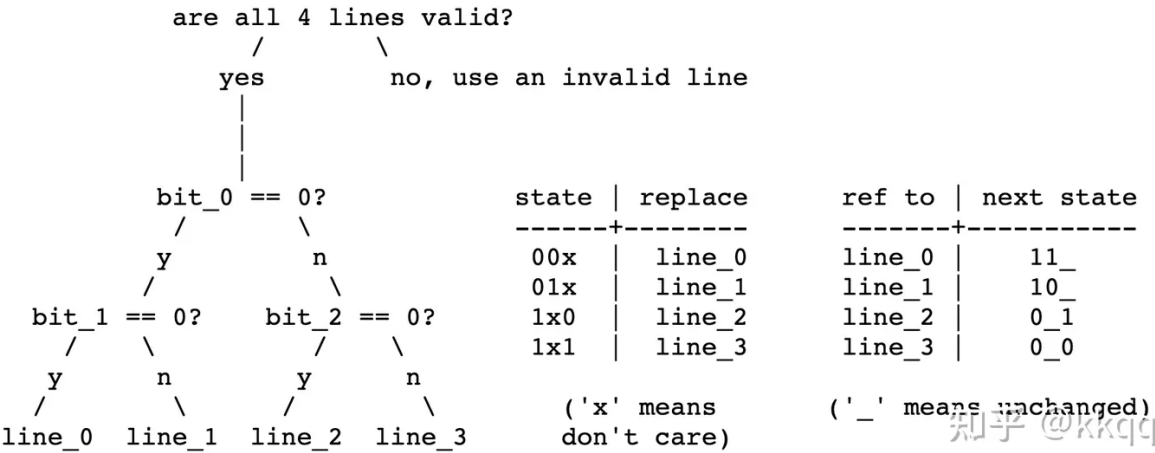 are all 4 lines valid?
/ \
yes no, use an invalid line
|
|
|
bit_0 == 0? state | replace ref to | next state
/ \ ------+-------- -------+-----------
y n 00x | line_0 line_0 | 11_
/ \ 01x | line_1 line_1 | 10_
bit_1 == 0? bit_2 == 0? 1x0 | line_2 line_2 | 0_1
/ \ / \ 1x1 | line_3 line_3 | 0_0
y n y n
/ \ / \ ('x' means ('_' means unchanged)
line_0 line_1 line_2 line_3 don't care)
知乎 @kkqq